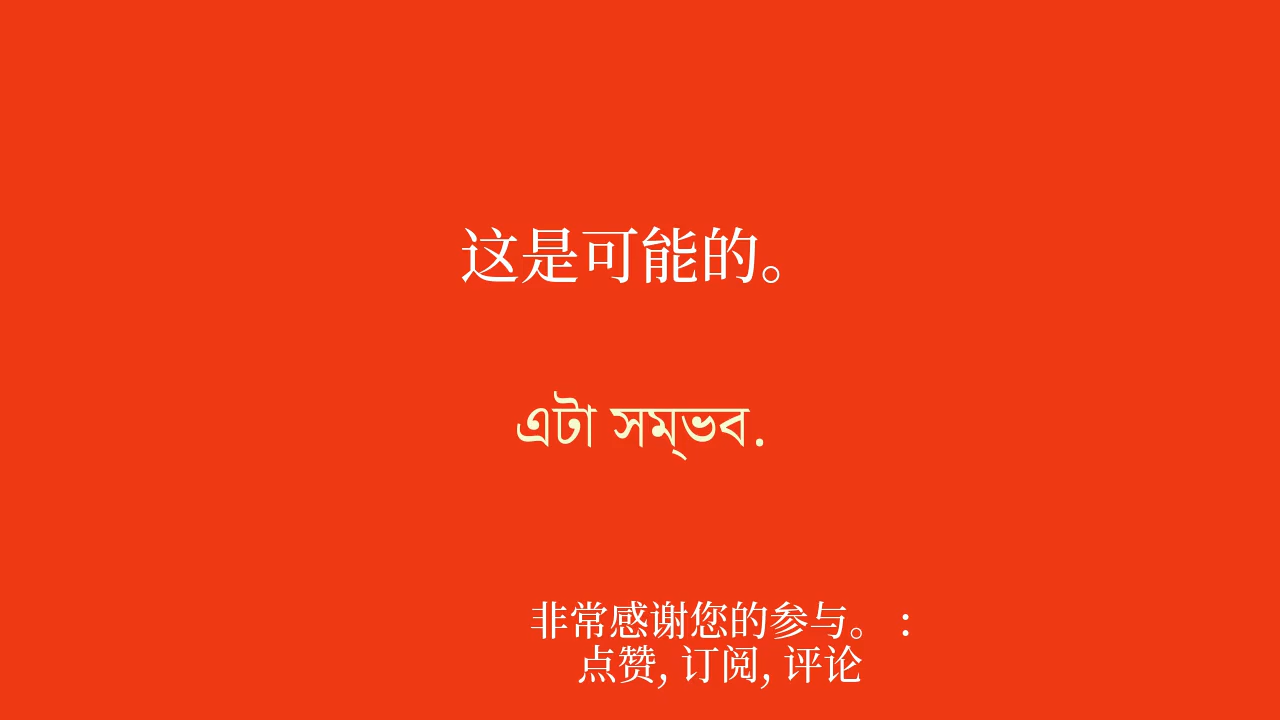 这是可能的。
এটা সম্‌ভব.
非常感谢您的参与。 :
点赞, 订阅, 评论